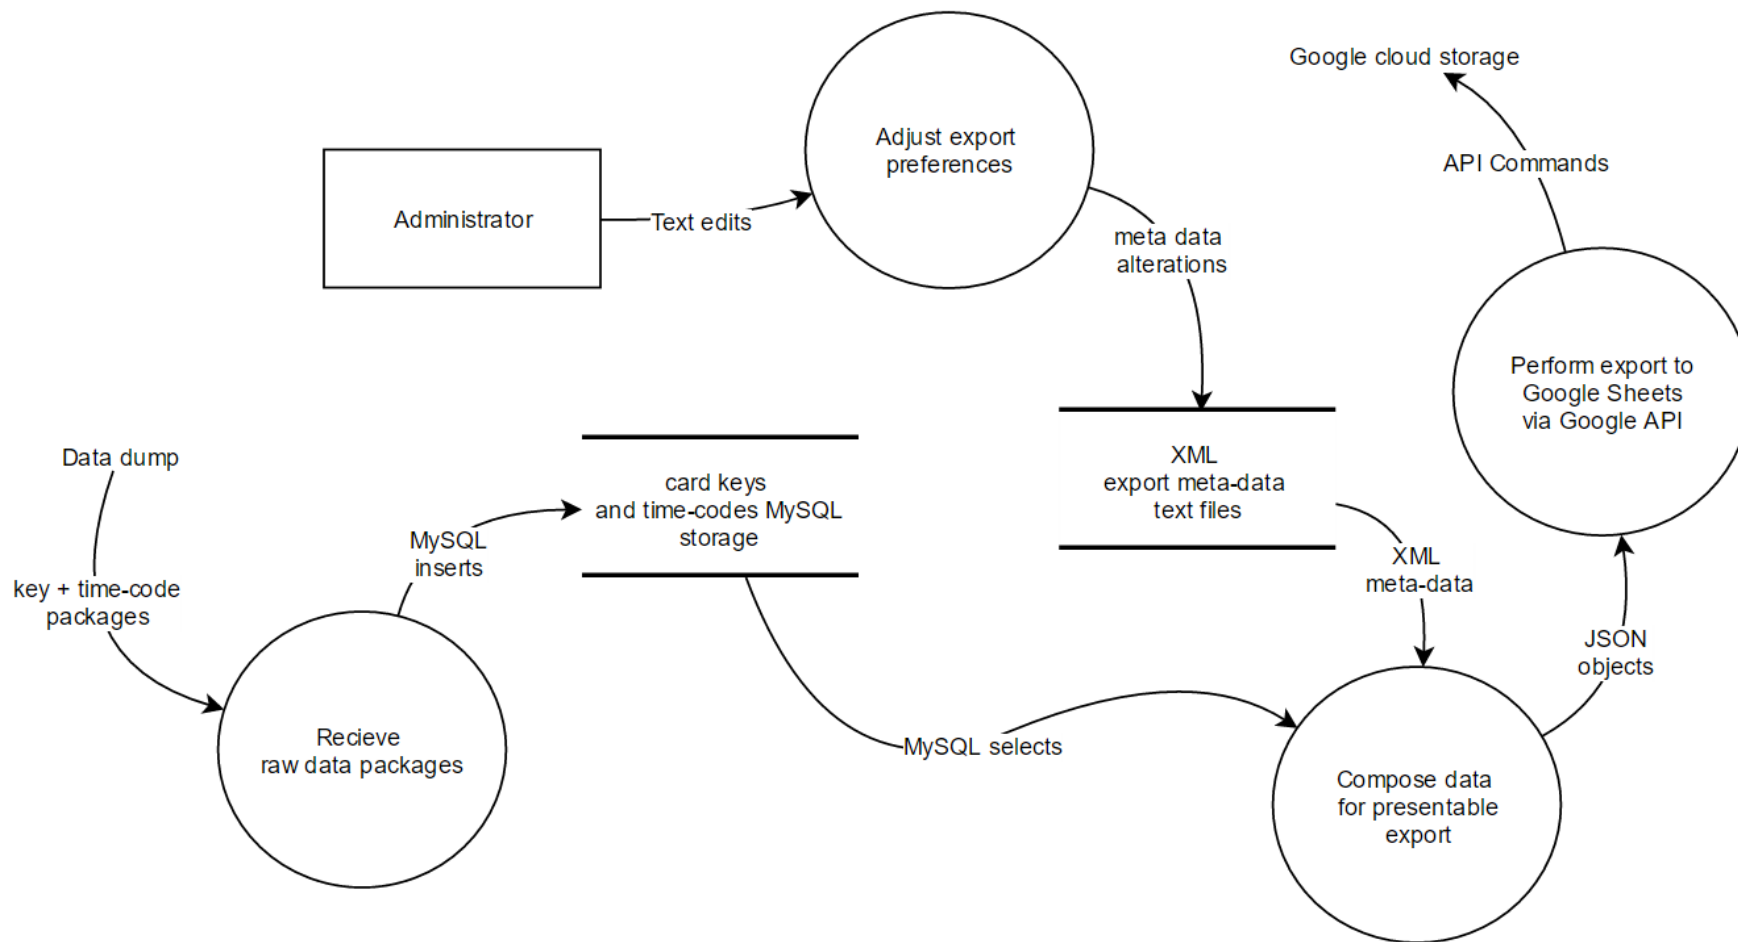 Google cloud storage
Adjust export
preferences
API Commands
Administrator
Text edits
meta data
alterations
Perform export to
Google Sheets
via Google API
Data dump
XML
export meta-data
text files
card keys
and time-codes MySQL
storage
MySQL
inserts
XML
meta-data
key + time-code
packages
JSON
objects
Recieve
raw data packages
MySQL selects
Compose data
for presentable
export